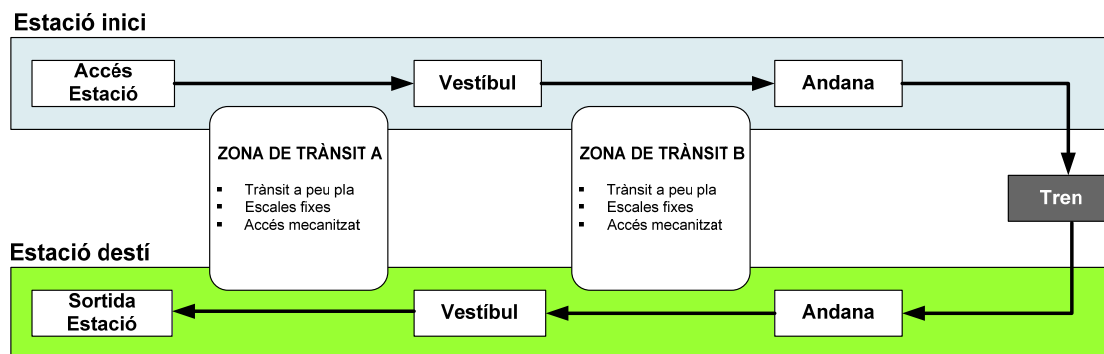 Estació inici
Accés
Estació
Vestíbul
Andana
ZONA DE TRÀNSIT A
▪ Trànsit a peu pla
▪ Escales fixes
▪ Accés mecanitzat
ZONA DE TRÀNSIT B
▪ Trànsit a peu pla
▪ Escales fixes
▪ Accés mecanitzat
Tren
Estació destí
Sortida
Estació
Vestíbul
Andana